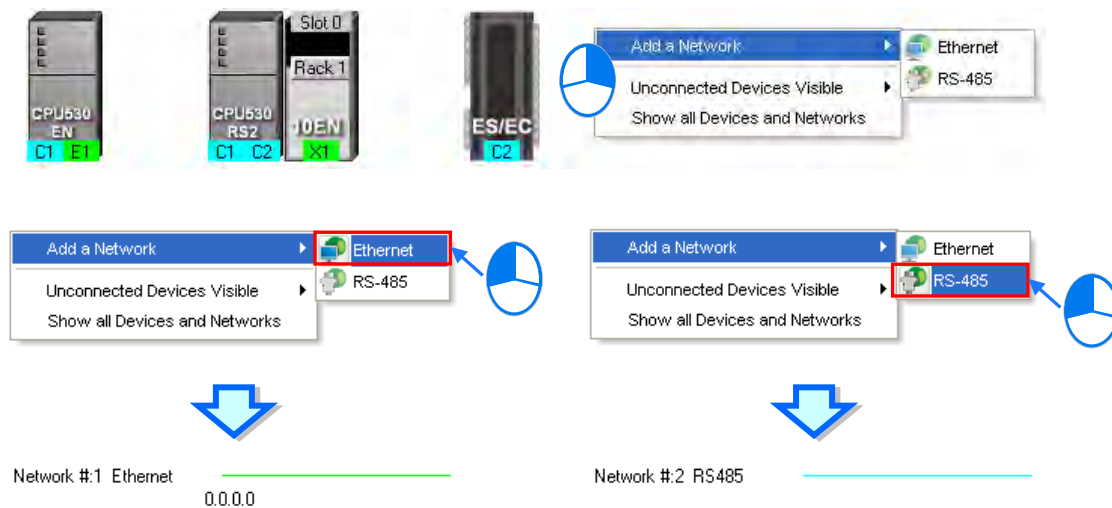 CPU530
EN
C1 E1
CPU530
RS2
C1 C2
Slot 0
Rack 1
10EN
X1
ES/EC
C2
Add a Network
Ethernet
RS-485
Unconnected Devices Visible
Show all Devices and Networks
Add a Network
Ethernet
RS-485
Unconnected Devices Visible
Show all Devices and Networks
Add a Network
Ethernet
RS-485
Unconnected Devices Visible
Show all Devices and Networks
Network #:1 Ethernet
0.0.0.0
Network #:2 RS485